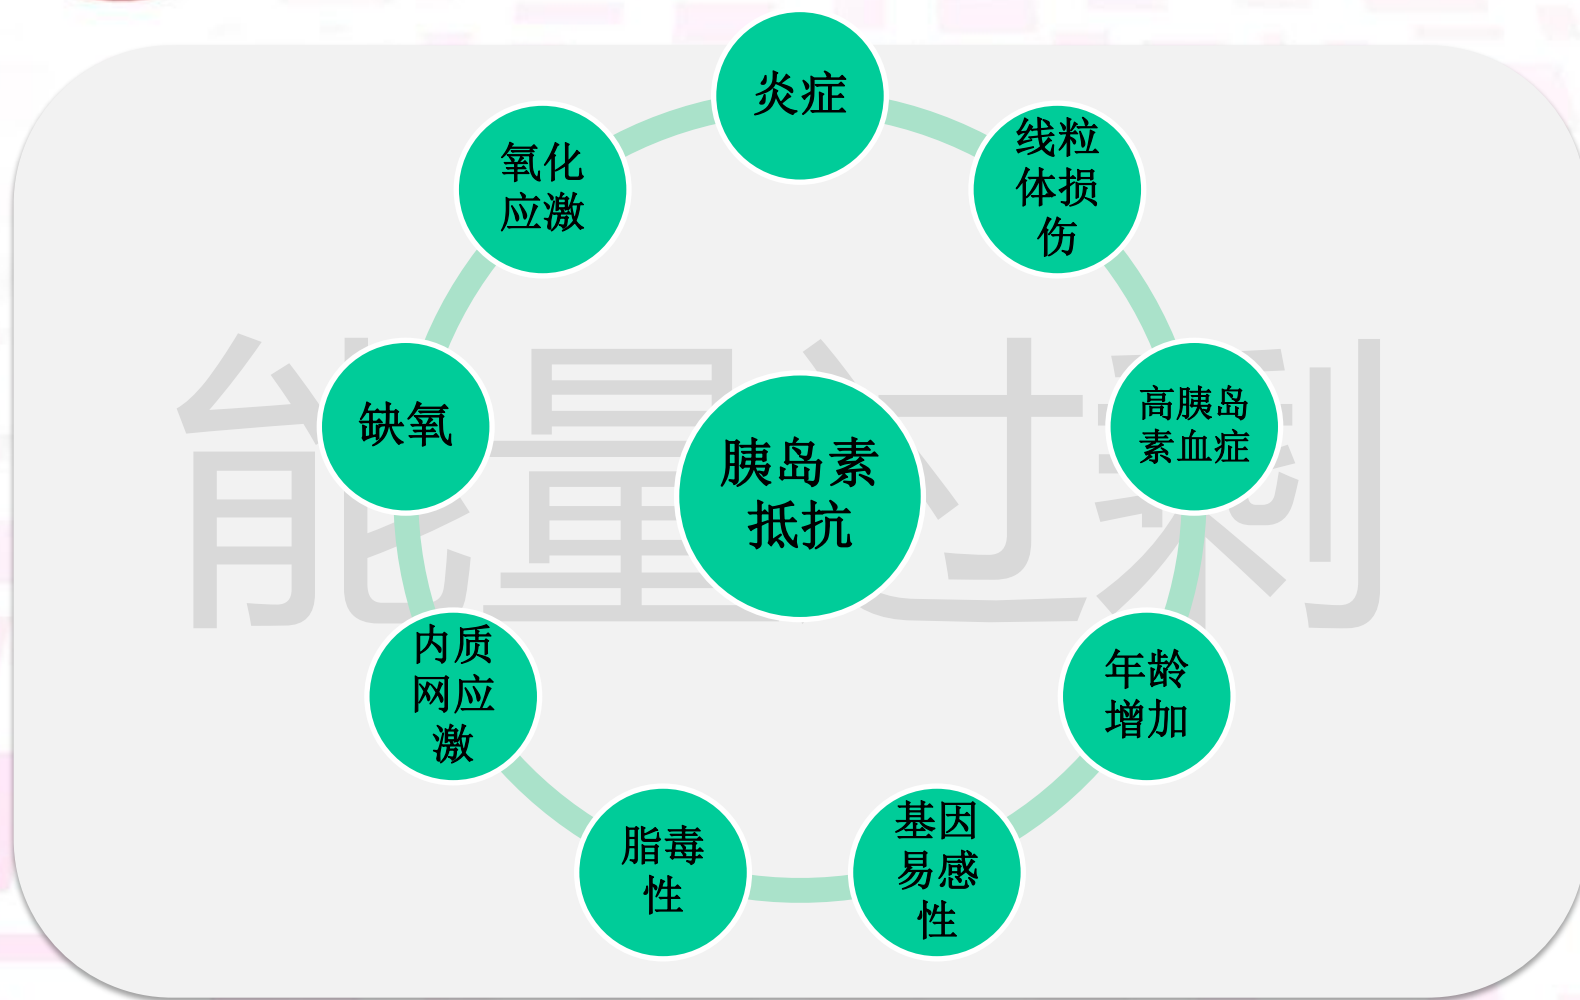 炎症
氧化
应激
线粒
体损
伤
缺氧
高胰岛
素血症
能量过剩
胰岛素
抵抗
内质
网应
激
年龄
增加
脂毒
性
基因
易感
性